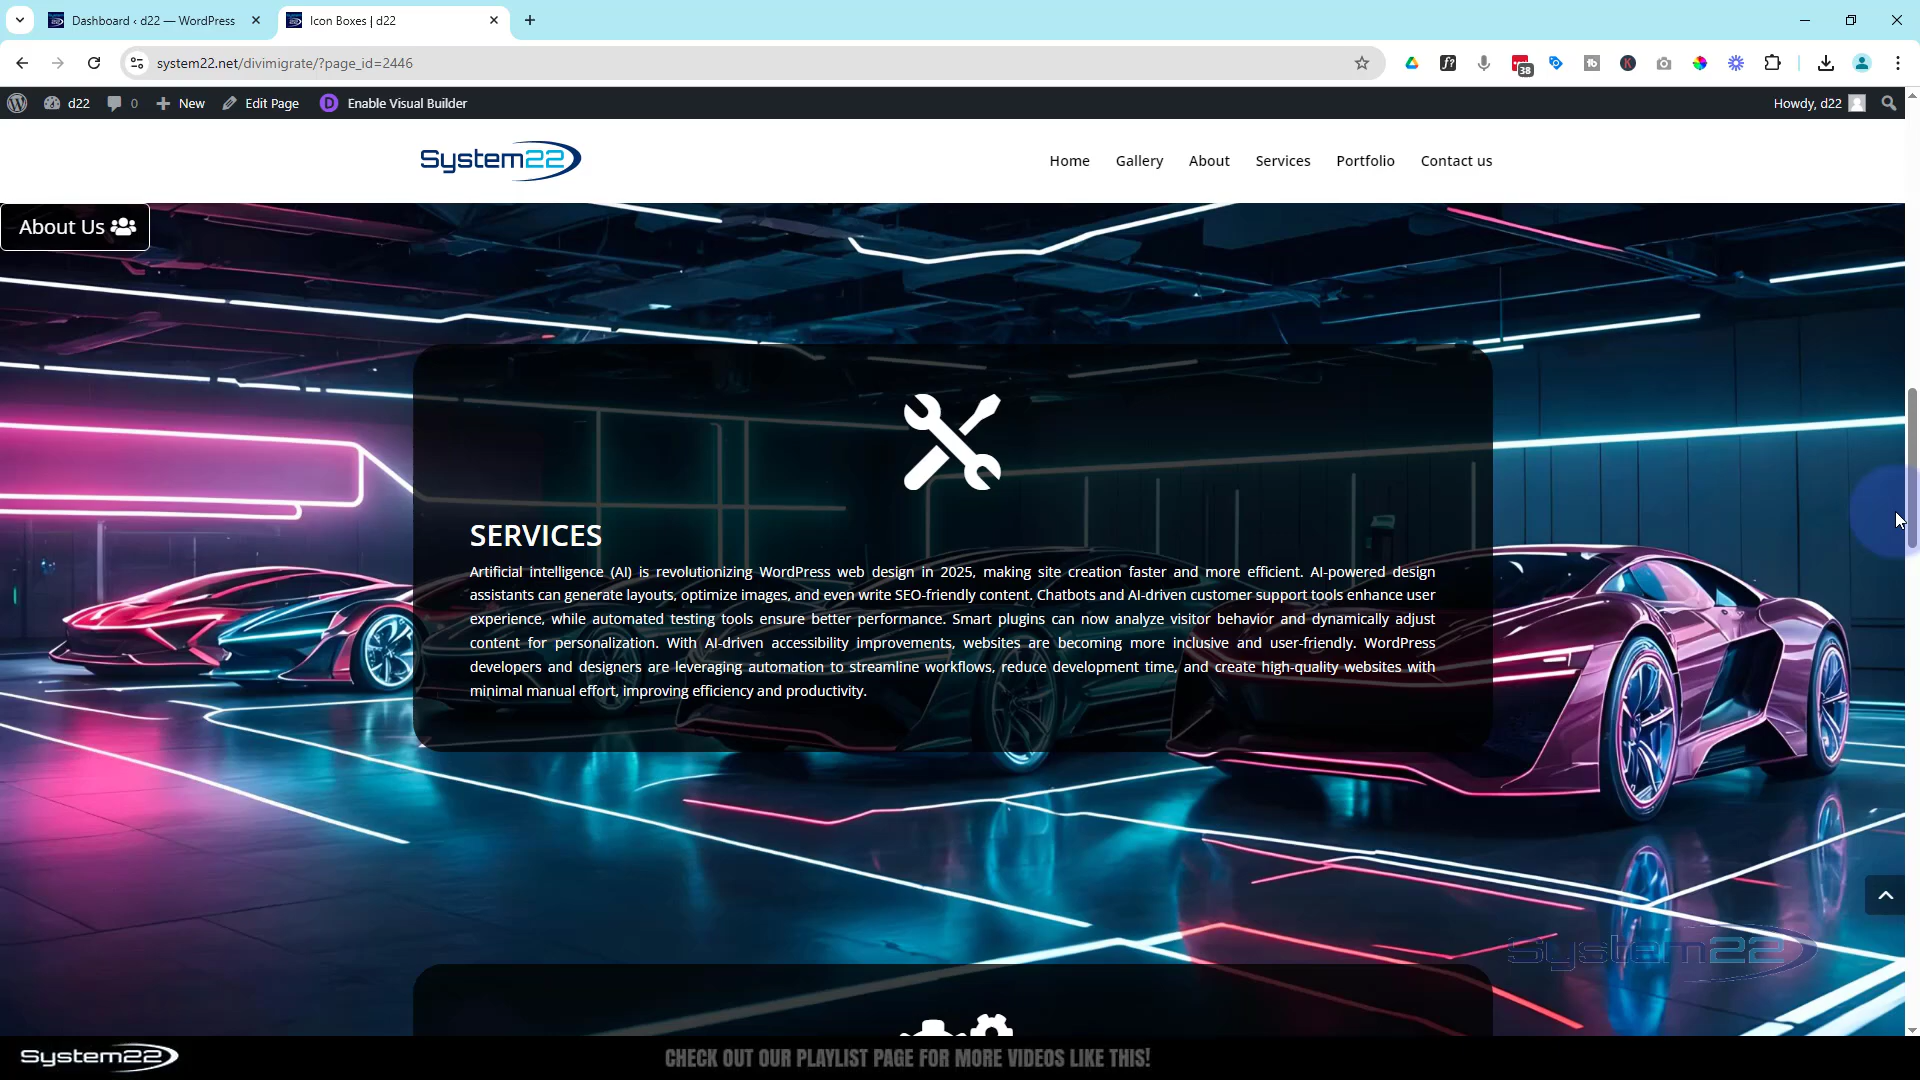 Dashboard ‹ d22 — WordPress
Icon Boxes | d22
system22.net/divimigrate/?page_id=2446
f?
38
tb
K
d22
0
New
Edit Page
D
Enable Visual Builder
Howdy, d22
System22
Home
Gallery
About
Services
Portfolio
Contact us
About Us
SERVICES
Artificial intelligence (AI) is revolutionizing WordPress web design in 2025, making site creation faster and more efficient. AI-powered design
assistants can generate layouts, optimize images, and even write SEO-friendly content. Chatbots and AI-driven customer support tools enhance user
experience, while automated testing tools ensure better performance. Smart plugins can now analyze visitor behavior and dynamically adjust
content for personalization. With AI-driven accessibility improvements, websites are becoming more inclusive and user-friendly. WordPress
developers and designers are leveraging automation to streamline workflows, reduce development time, and create high-quality websites with
minimal manual effort, improving efficiency and productivity.
System22
System22
CHECK OUT OUR PLAYLIST PAGE FOR MORE VIDEOS LIKE THIS!